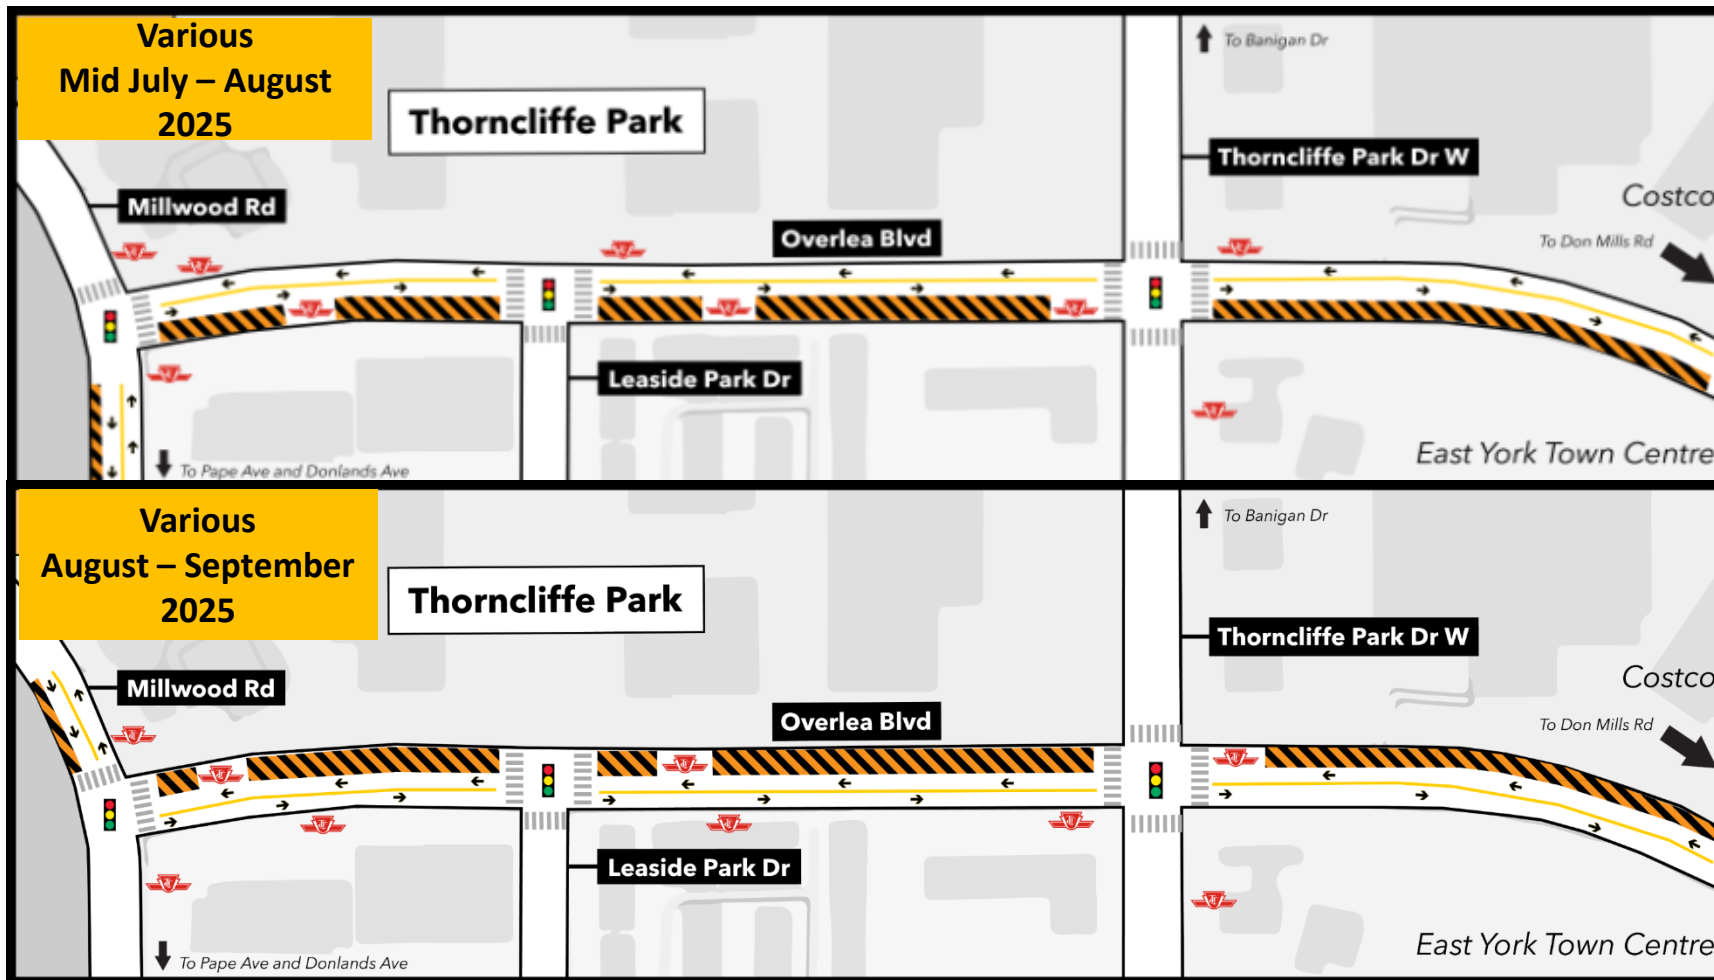 Various
Mid July – August
2025
To Banigan Dr
Thorncliffe Park
Thorncliffe Park Dr W
Millwood Rd
Costco
Overlea Blvd
To Don Mills Rd
Leaside Park Dr
East York Town Centre
To Pape Ave and Donlands Ave
Various
August – September
2025
To Banigan Dr
Thorncliffe Park
Thorncliffe Park Dr W
Millwood Rd
Costco
Overlea Blvd
To Don Mills Rd
Leaside Park Dr
East York Town Centre
To Pape Ave and Donlands Ave